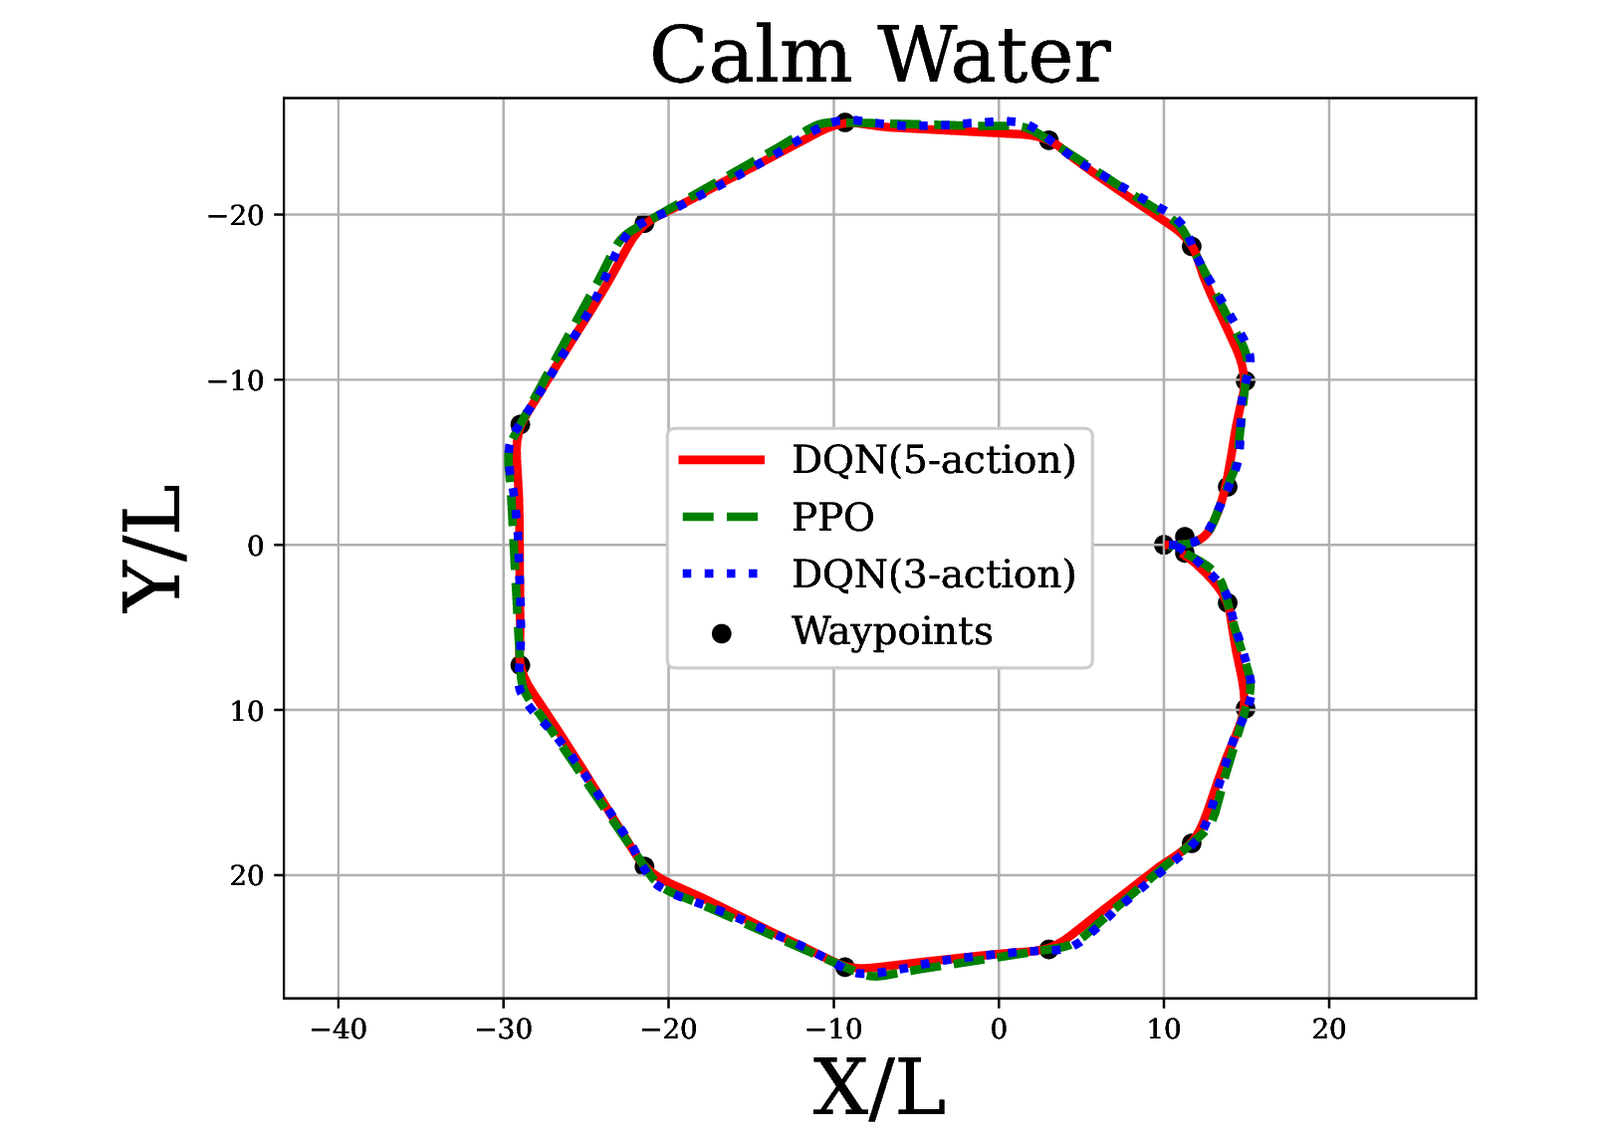 Calm Water
−20
−10
0
10
20
Y/L
DQN(5-action)
PPO
DQN(3-action)
Waypoints
−40 −30 −20 −10 0 10 20
X/L